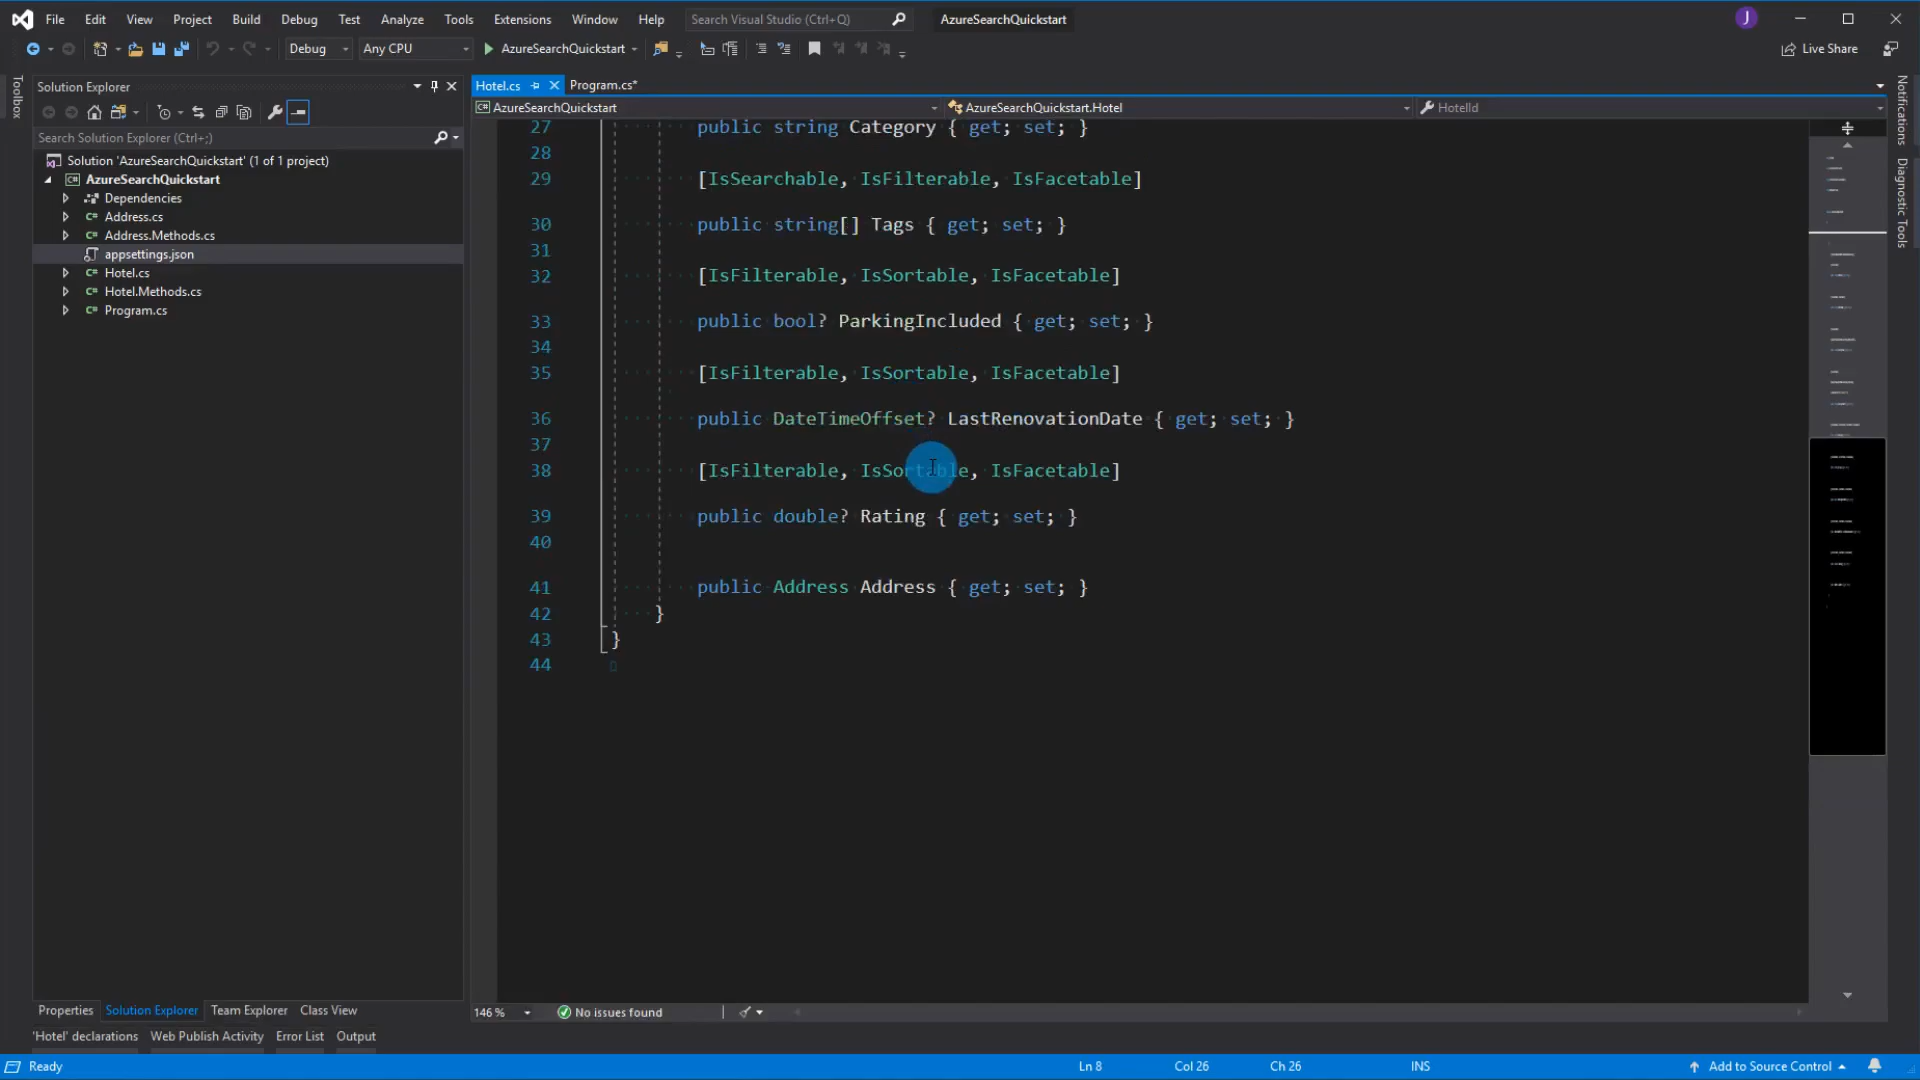 File Edit View Project Build Debug Test Analyze Tools Extensions Window Help Search Visual Studio (Ctrl+Q) AzureSearchQuickstart J
Debug Any CPU AzureSearchQuickstart Live Share
Toolbox
Solution Explorer
Search Solution Explorer (Ctrl+;)
Solution 'AzureSearchQuickstart' (1 of 1 project)
AzureSearchQuickstart
Dependencies
Address.cs
Address.Methods.cs
appsettings.json
Hotel.cs
Hotel.Methods.cs
Program.cs
Properties Solution Explorer Team Explorer Class View
Hotel.cs Program.cs*
AzureSearchQuickstart AzureSearchQuickstart.Hotel HotelId
27 public string Category { get; set; }
28
29 [IsSearchable, IsFilterable, IsFacetable]
30 public string[] Tags { get; set; }
31
32 [IsFilterable, IsSortable, IsFacetable]
33 public bool? ParkingIncluded { get; set; }
34
35 [IsFilterable, IsSortable, IsFacetable]
36 public DateTimeOffset? LastRenovationDate { get; set; }
37
38 [IsFilterable, IsSortable, IsFacetable]
39 public double? Rating { get; set; }
40
41 public Address Address { get; set; }
42 }
43 }
44
146 % No issues found
Notifications
Diagnostic Tools
'Hotel' declarations Web Publish Activity Error List Output
Ready Ln 8 Col 26 Ch 26 INS Add to Source Control